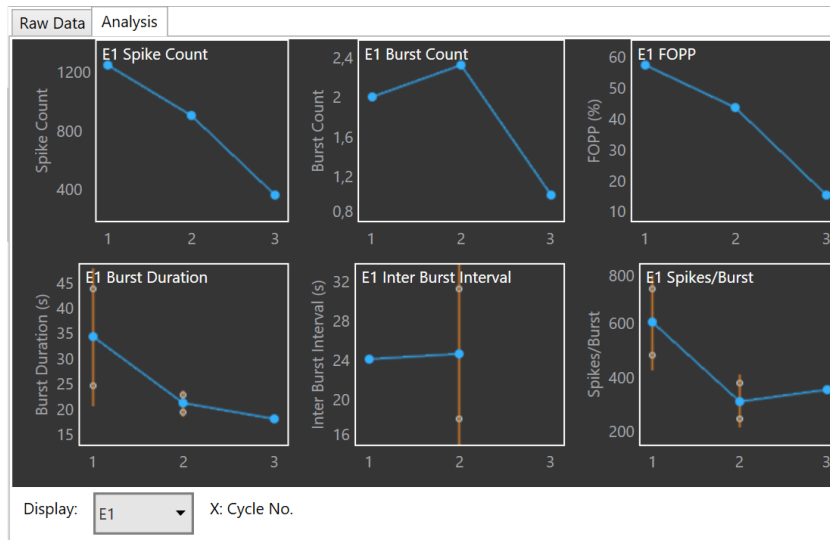 Raw Data Analysis
E1 Spike Count
Spike Count
1200
800
400
1 2 3
E1 Burst Count
Burst Count
2,4
2
1,6
1,2
0,8
1 2 3
E1 FOPP
FOPP (%)
60
50
40
30
20
10
1 2 3
E1 Burst Duration
Burst Duration (s)
45
40
35
30
25
20
15
1 2 3
E1 Inter Burst Interval
Inter Burst Interval (s)
32
28
24
20
16
1 2 3
E1 Spikes/Burst
Spikes/Burst
800
600
400
200
1 2 3
Display: E1 X: Cycle No.